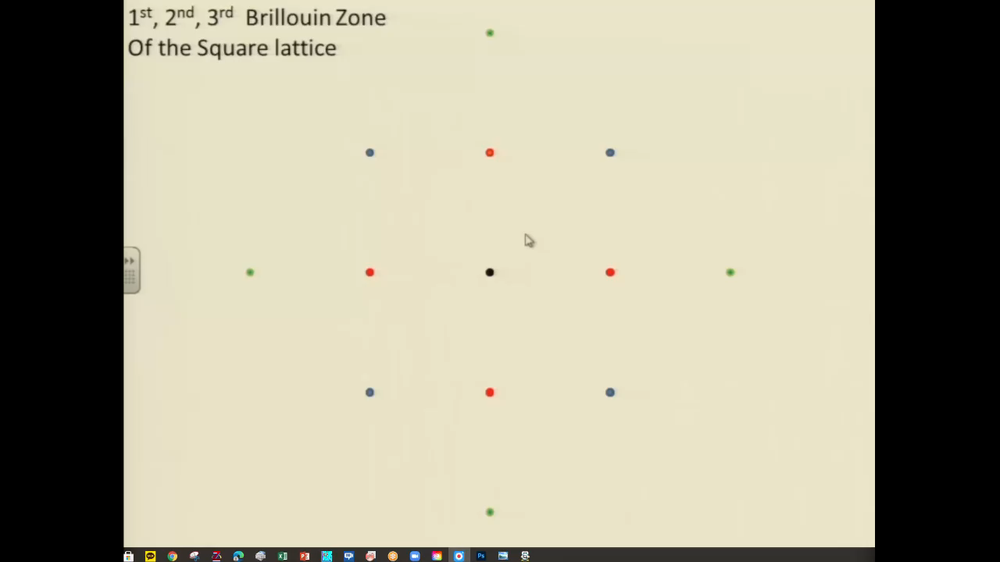 1st, 2nd, 3rd Brillouin Zone
Of the Square lattice